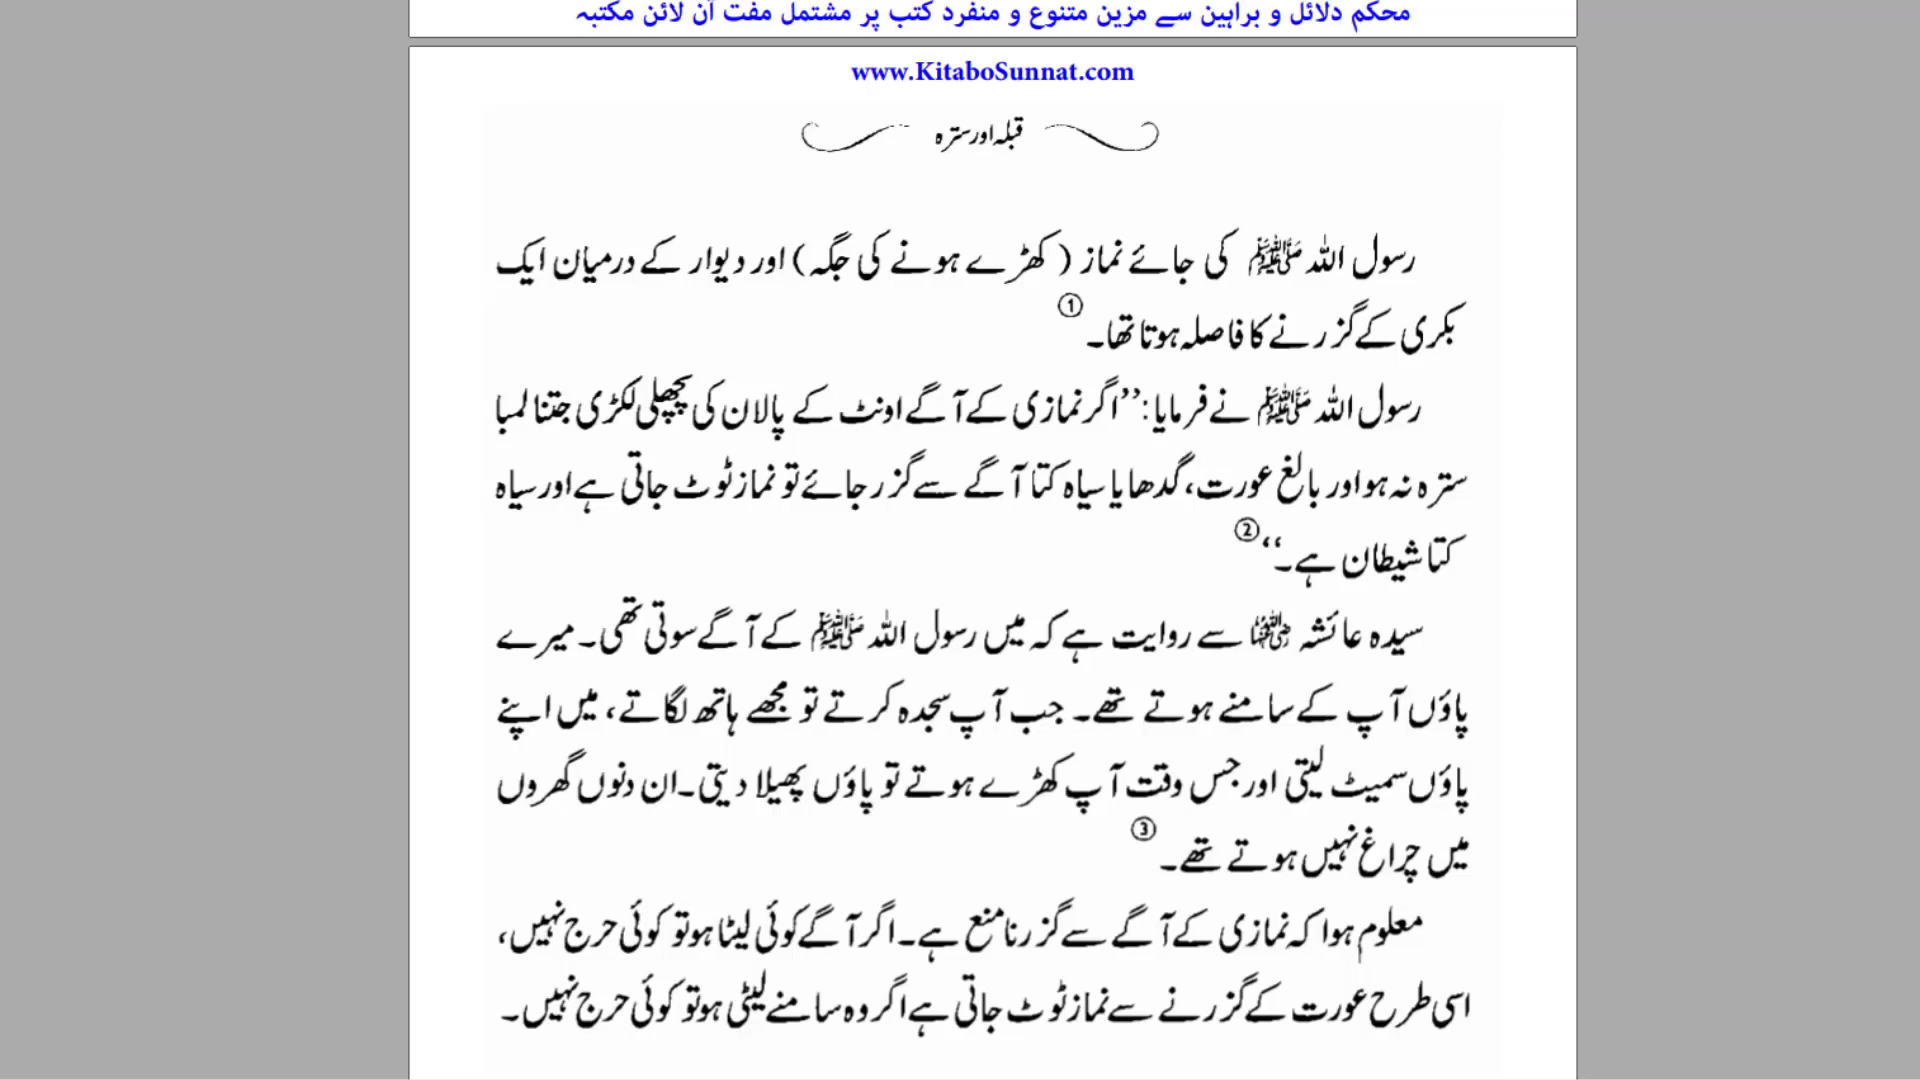 محکم دلائل و براہین سے مزین متنوع و منفرد کتب پر مشتمل مفت آن لائن مکتبہ
www.KitaboSunnat.com
قبلہ اور سترہ
رسول اللہ ﷺ کی جائے نماز (کھڑے ہونے کی جگہ) اور دیوار کے درمیان ایک
بکری کے گزرنے کا فاصلہ ہوتا تھا۔ ①
رسول اللہ ﷺ نے فرمایا: ”اگر نمازی کے آگے اونٹ کے پالان کی پچھلی لکڑی جتنا لمبا
سترہ نہ ہو اور بالغ عورت، گدھا یا سیاہ کتا آگے سے گزر جائے تو نماز ٹوٹ جاتی ہے اور سیاہ
کتا شیطان ہے۔“ ②
سیدہ عائشہ رضی اللہ عنہا سے روایت ہے کہ میں رسول اللہ ﷺ کے آگے سوتی تھی۔ میرے
پاؤں آپ کے سامنے ہوتے تھے۔ جب آپ سجدہ کرتے تو مجھے ہاتھ لگاتے، میں اپنے
پاؤں سمیٹ لیتی اور جس وقت آپ کھڑے ہوتے تو پاؤں پھیلا دیتی۔ ان دنوں گھروں
میں چراغ نہیں ہوتے تھے۔ ③
معلوم ہوا کہ نمازی کے آگے سے گزرنا منع ہے۔ اگر آگے کوئی لیٹا ہو تو کوئی حرج نہیں،
اسی طرح عورت کے گزرنے سے نماز ٹوٹ جاتی ہے اگر وہ سامنے لیٹی ہو تو کوئی حرج نہیں۔